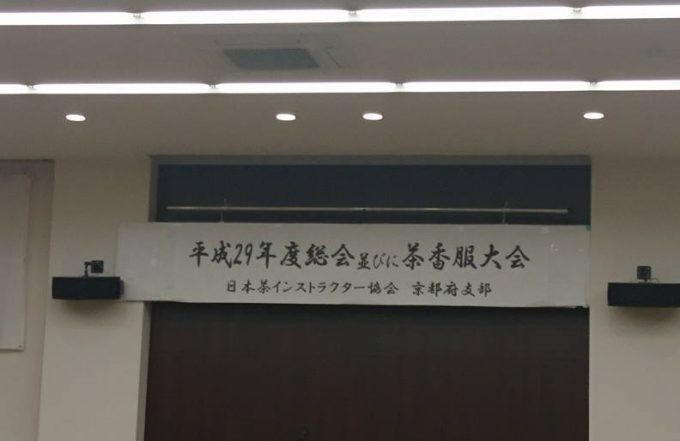 平成29年度総会並びに茶香服大会
日本茶インストラクター協会 京都府支部